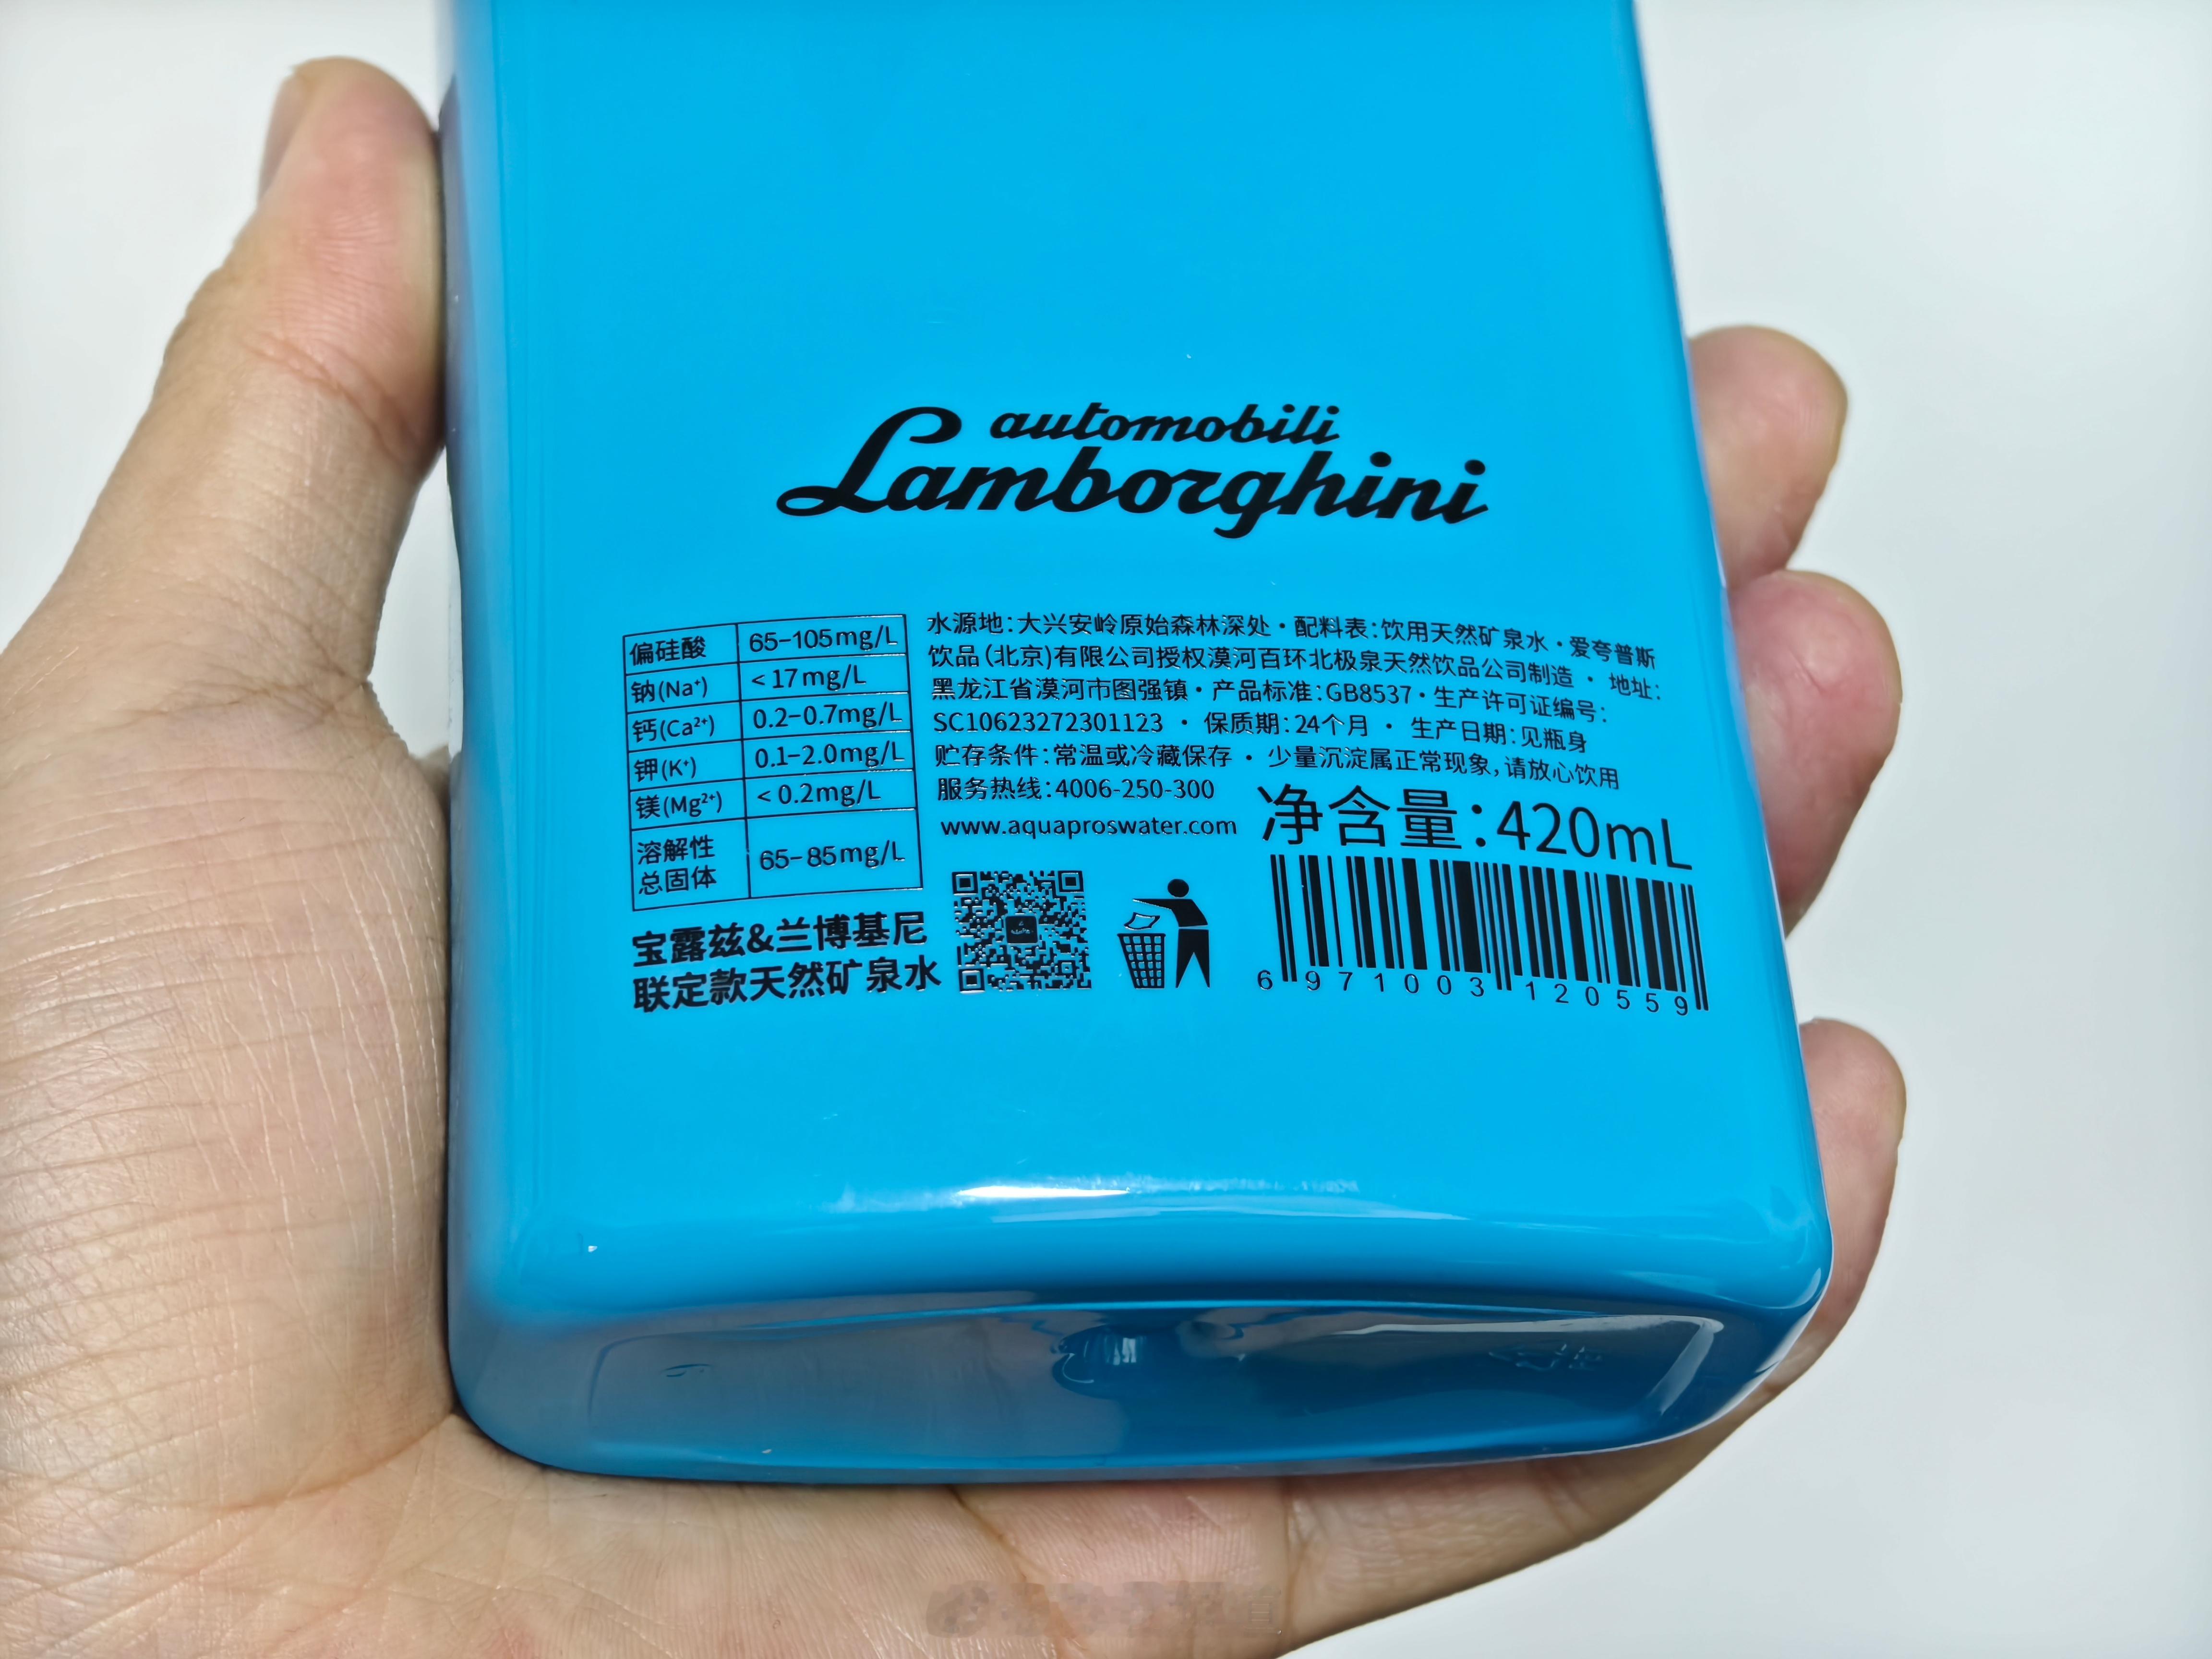 automobili
Lamborghini
偏硅酸 65-105mg/L
钠(Na⁺) <17mg/L
钙(Ca²⁺) 0.2-0.7mg/L
钾(K⁺) 0.1-2.0mg/L
镁(Mg²⁺) <0.2mg/L
溶解性
总固体 65-85mg/L
水源地:大兴安岭原始森林深处·配料表:饮用天然矿泉水·爱夸普斯
饮品(北京)有限公司授权漠河百环北极泉天然饮品公司制造·地址:
黑龙江省漠河市图强镇·产品标准:GB8537·生产许可证编号:
SC10623272301123·保质期:24个月·生产日期:见瓶身
贮存条件:常温或冷藏保存·少量沉淀属正常现象,请放心饮用
服务热线:4006-250-300
www.aquaproswater.com
净含量:420mL
宝露兹&兰博基尼
联定款天然矿泉水
6 971003 120559